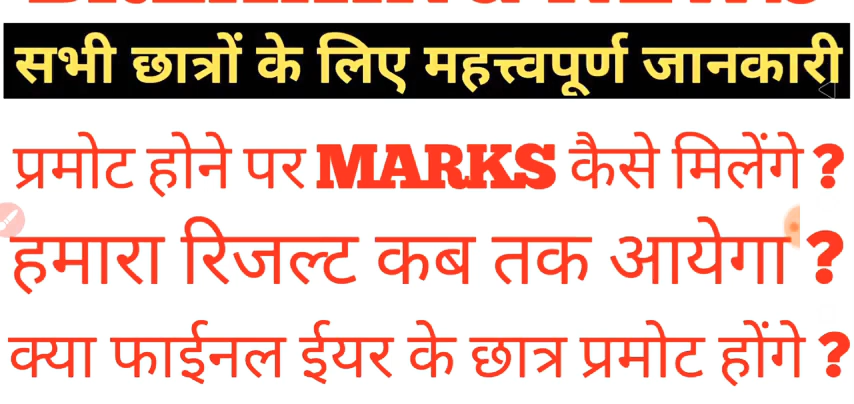 सभी छात्रों के लिए महत्त्वपूर्ण जानकारी
प्रमोट होने पर MARKS कैसे मिलेंगे ?
हमारा रिजल्ट कब तक आयेगा ?
क्या फाईनल ईयर के छात्र प्रमोट होंगे ?